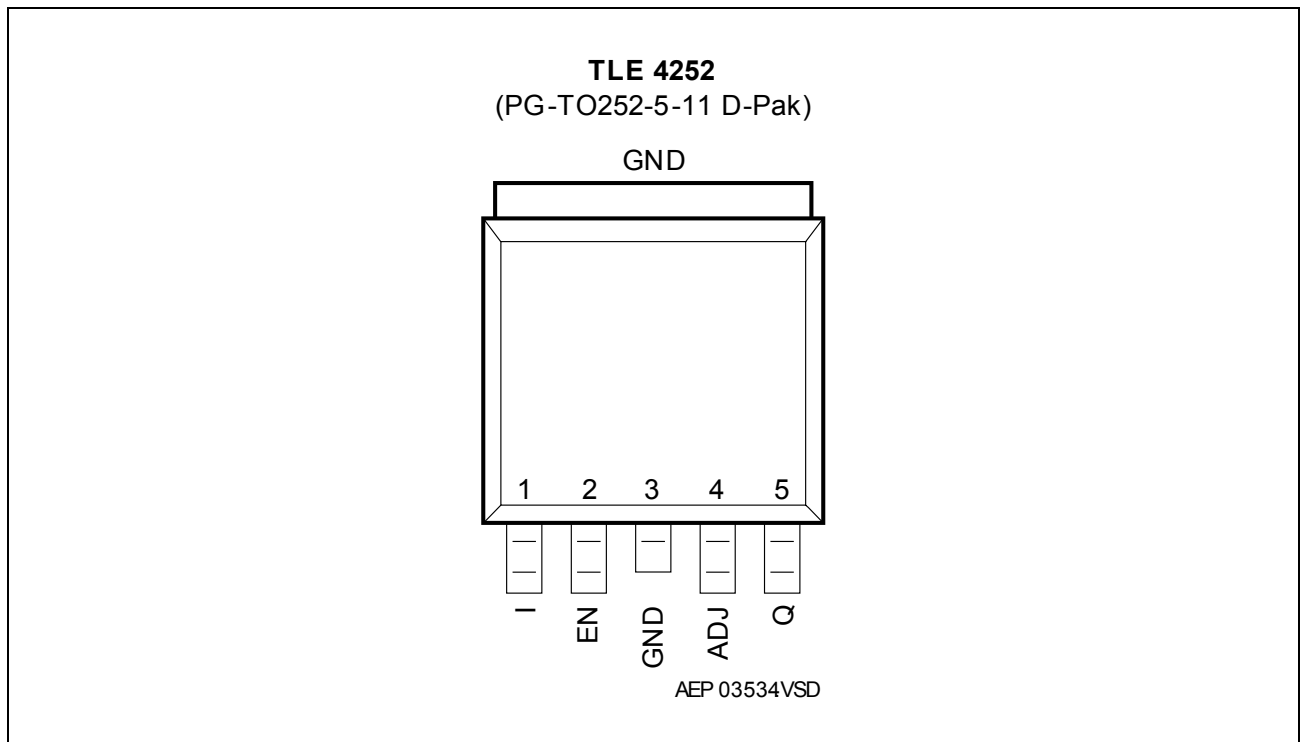 TLE 4252
(PG-TO252-5-11 D-Pak)
GND
1 2 3 4 5
I EN GND ADJ Q
AEP 03534VSD